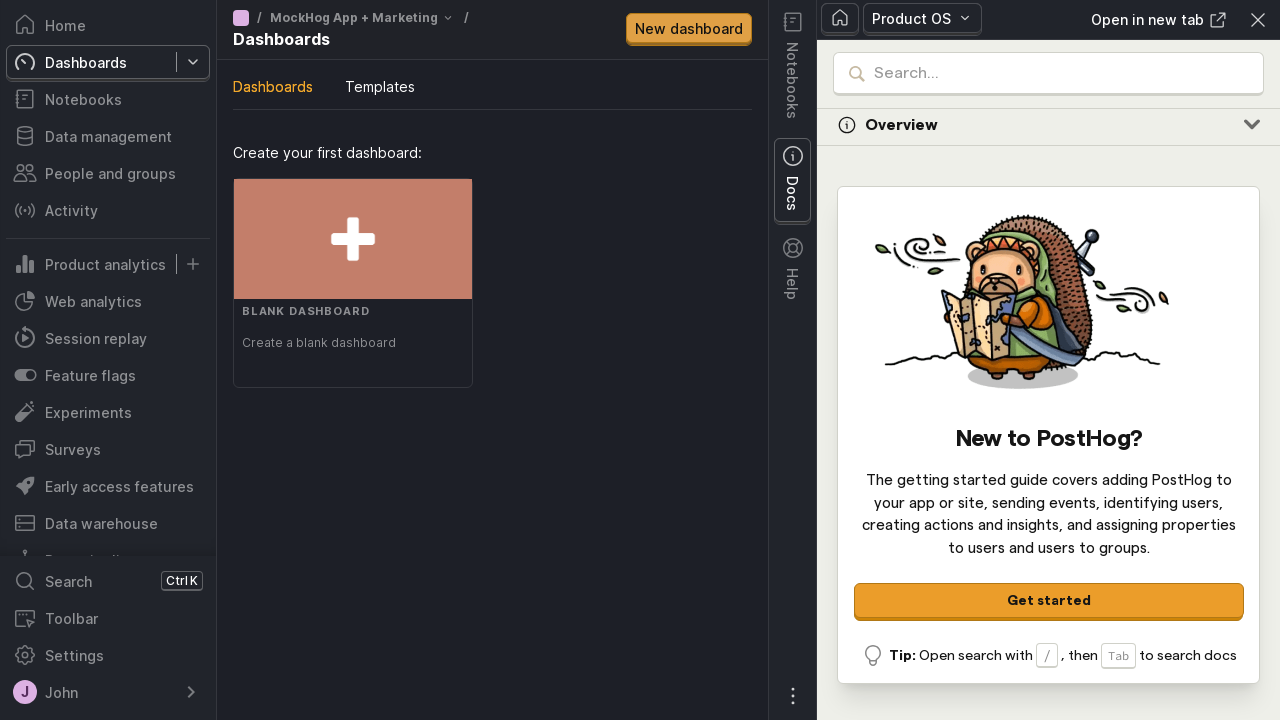 Home
Dashboards
Notebooks
Data management
People and groups
Activity
Product analytics
Web analytics
Session replay
Feature flags
Experiments
Surveys
Early access features
Data warehouse
Search Ctrl K
Toolbar
Settings
J John
/ MockHog App + Marketing /
Dashboards
New dashboard
Dashboards Templates
Create your first dashboard:
BLANK DASHBOARD
Create a blank dashboard
Notebooks
Docs
Help
Product OS
Open in new tab
Search...
Overview
New to PostHog?
The getting started guide covers adding PostHog to
your app or site, sending events, identifying users,
creating actions and insights, and assigning properties
to users and users to groups.
Get started
Tip: Open search with / , then Tab to search docs